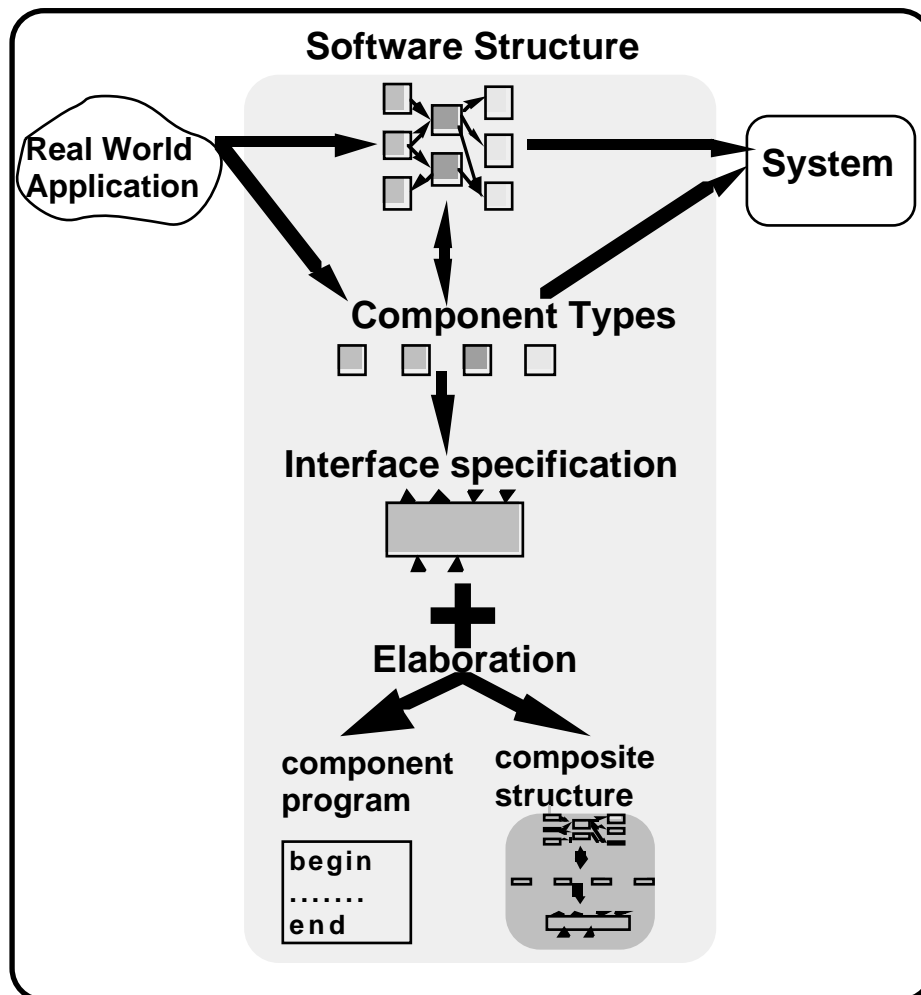 Software Structure
Real World
Application
System
Component Types
Interface specification
Elaboration
component
program
composite
structure
begin
.......
end